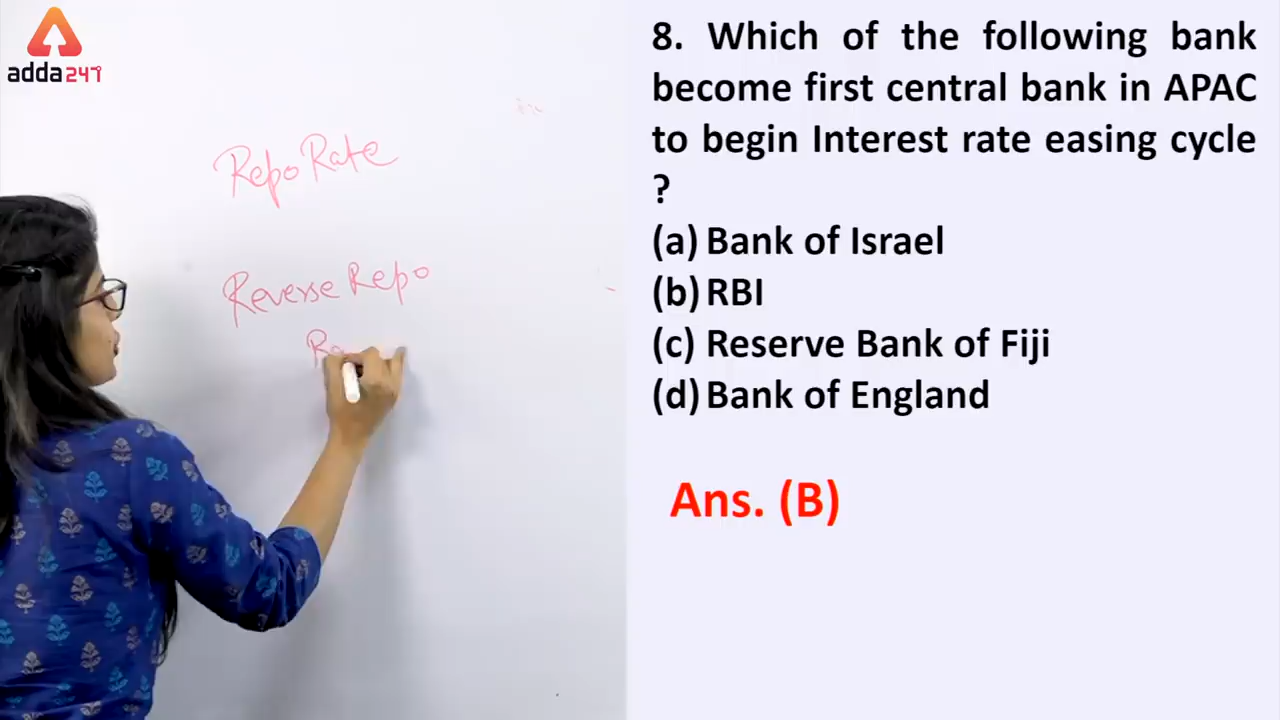 adda247
Repo Rate
Reverse Repo
8. Which of the following bank
become first central bank in APAC
to begin Interest rate easing cycle
?
(a) Bank of Israel
(b) RBI
(c) Reserve Bank of Fiji
(d) Bank of England
Ans. (B)